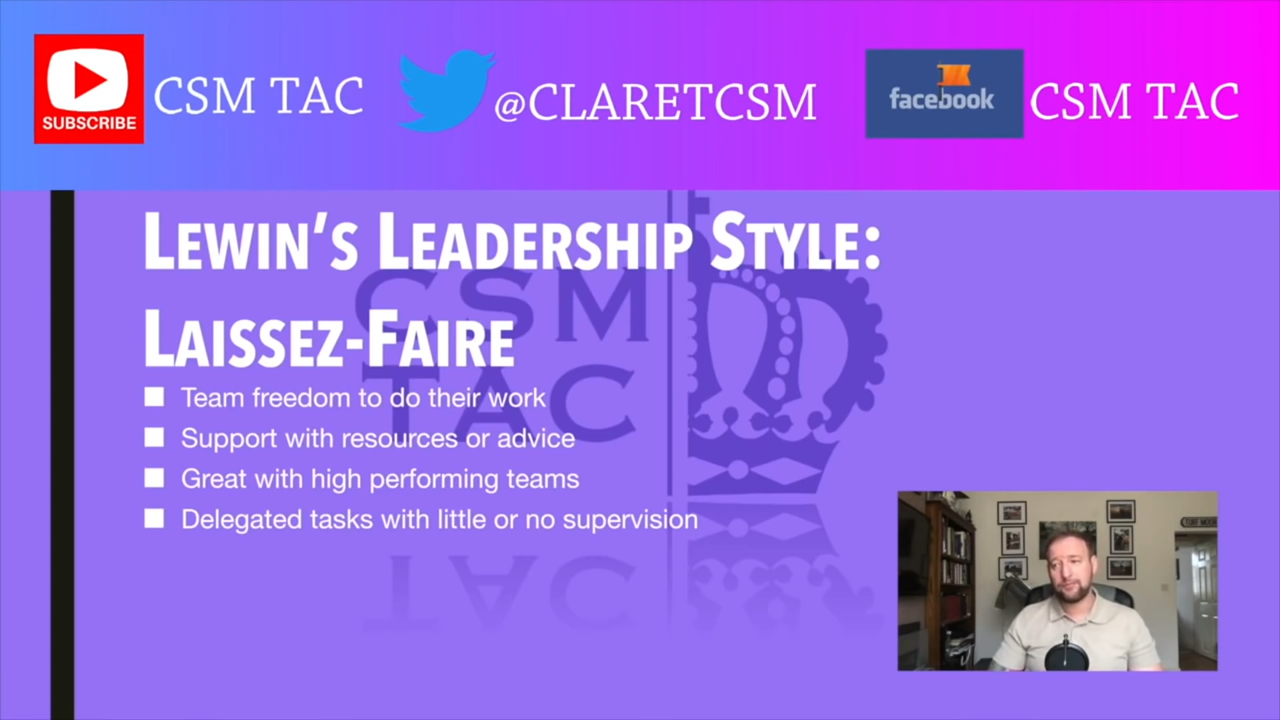 SUBSCRIBE
CSM TAC
@CLARETCSM
facebook
CSM TAC
LEWIN'S LEADERSHIP STYLE:
LAISSEZ-FAIRE
CSM
TAC
Team freedom to do their work
Support with resources or advice
Great with high performing teams
Delegated tasks with little or no supervision